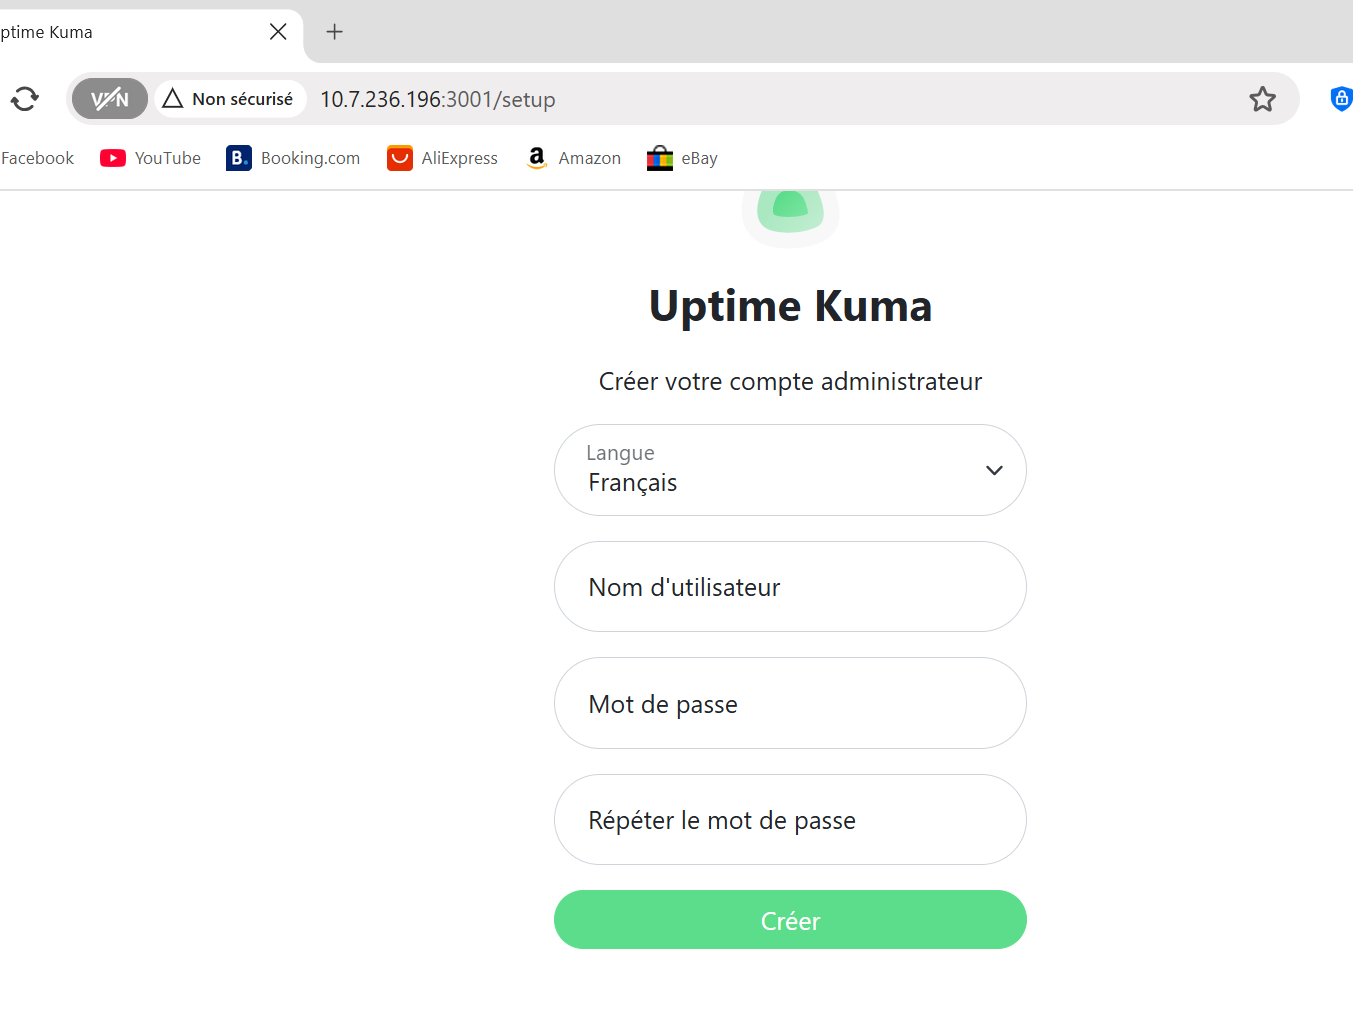 ptime Kuma
VPN
Non sécurisé
10.7.236.196:3001/setup
Facebook
YouTube
B.
Booking.com
AliExpress
a
Amazon
eBay
Uptime Kuma
Créer votre compte administrateur
Langue
Français
Nom d'utilisateur
Mot de passe
Répéter le mot de passe
Créer